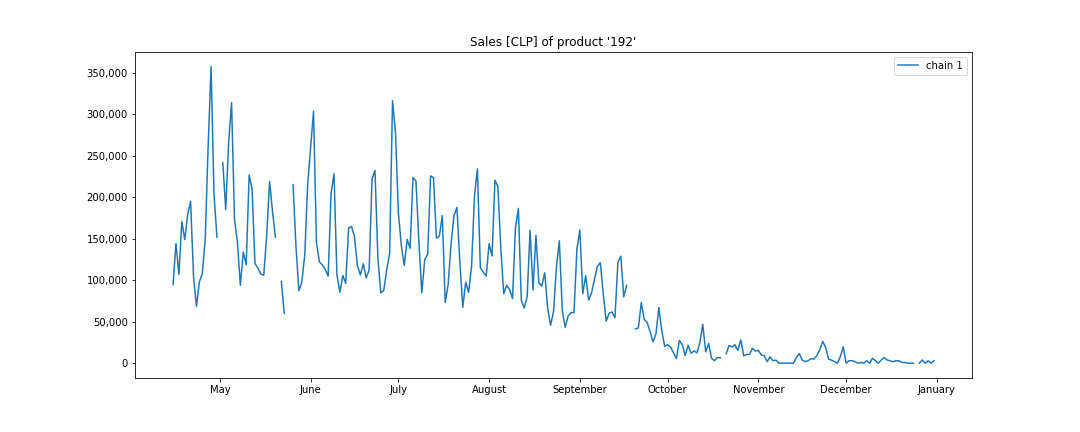 Sales [CLP] of product '192'
chain 1
350,000
300,000
250,000
200,000
150,000
100,000
50,000
0
May June July August September October November December January